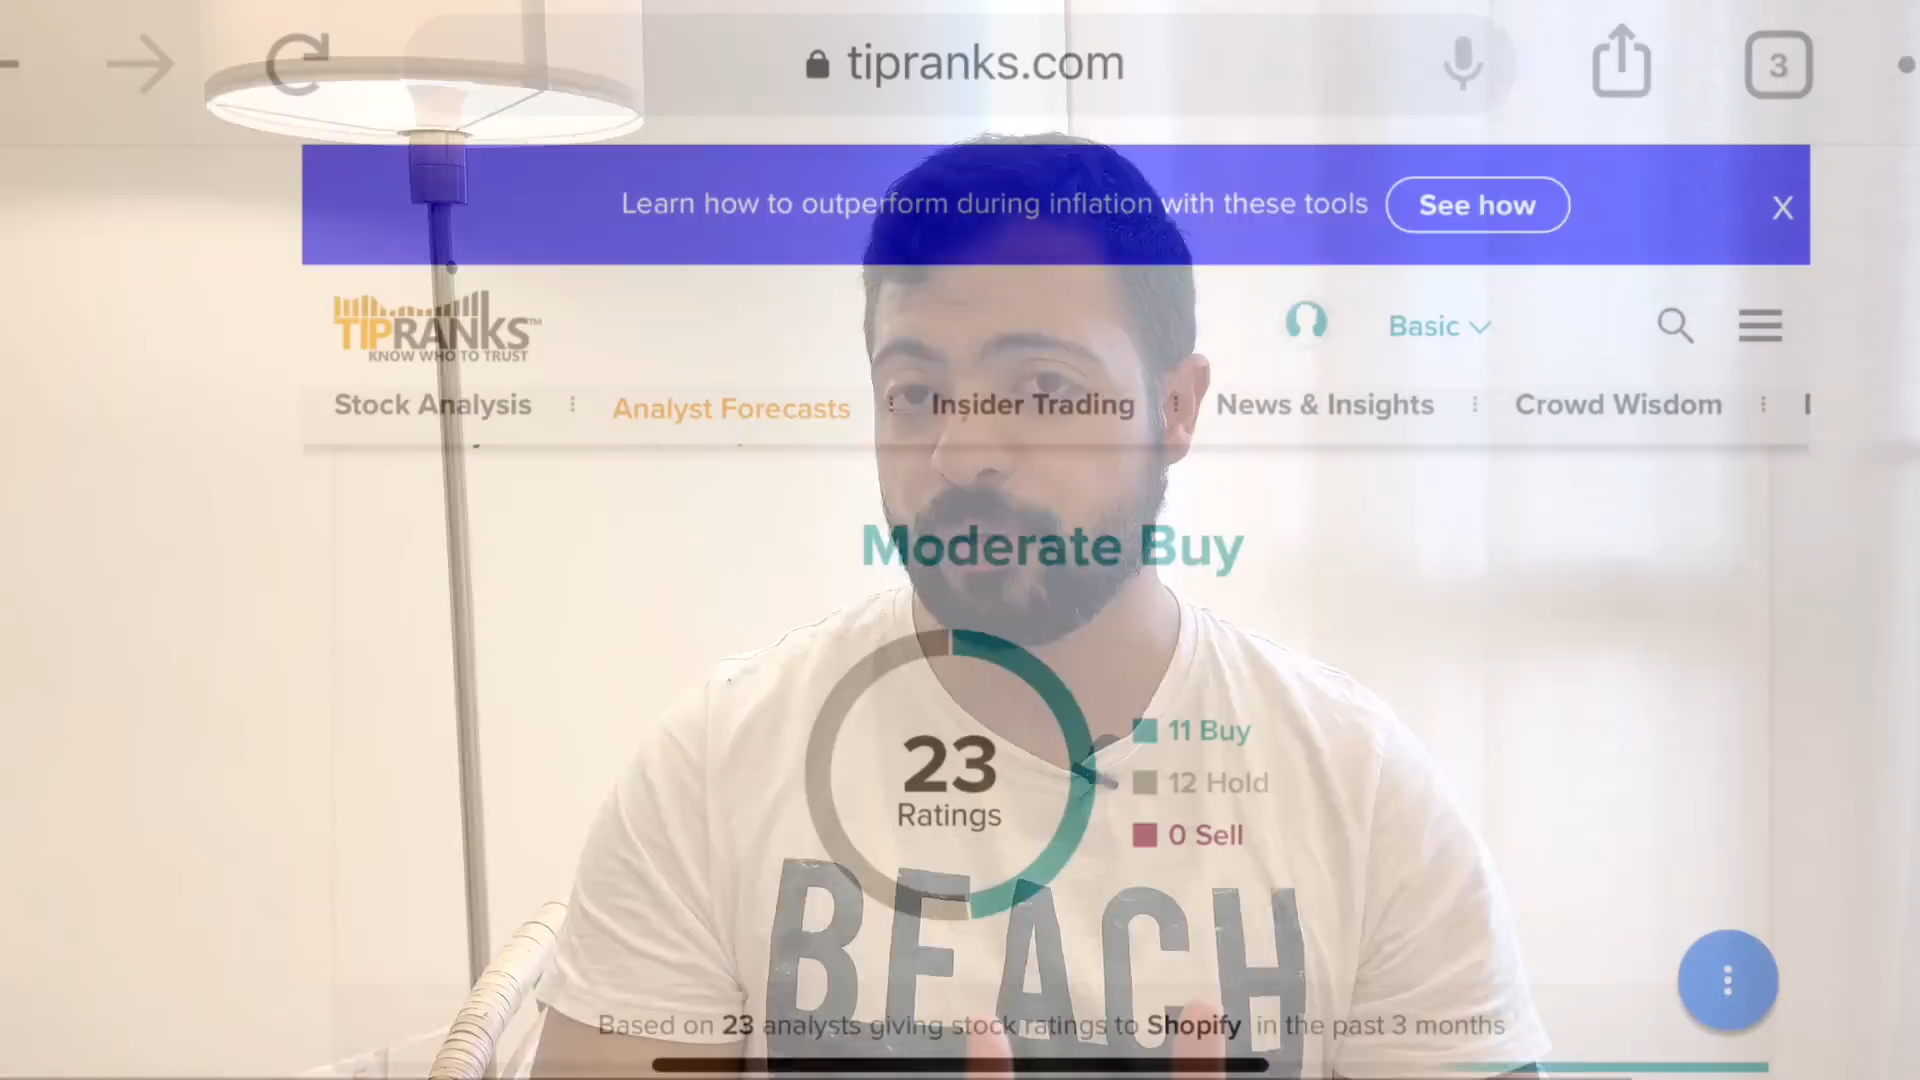 tipranks.com
3
Learn how to outperform during inflation with these tools
See how
X
TIPRANKS™
KNOW WHO TO TRUST
Basic
Stock Analysis
Analyst Forecasts
Insider Trading
News & Insights
Crowd Wisdom
Moderate Buy
23
Ratings
11 Buy
12 Hold
0 Sell
BEACH
Based on 23 analysts giving stock ratings to Shopify in the past 3 months